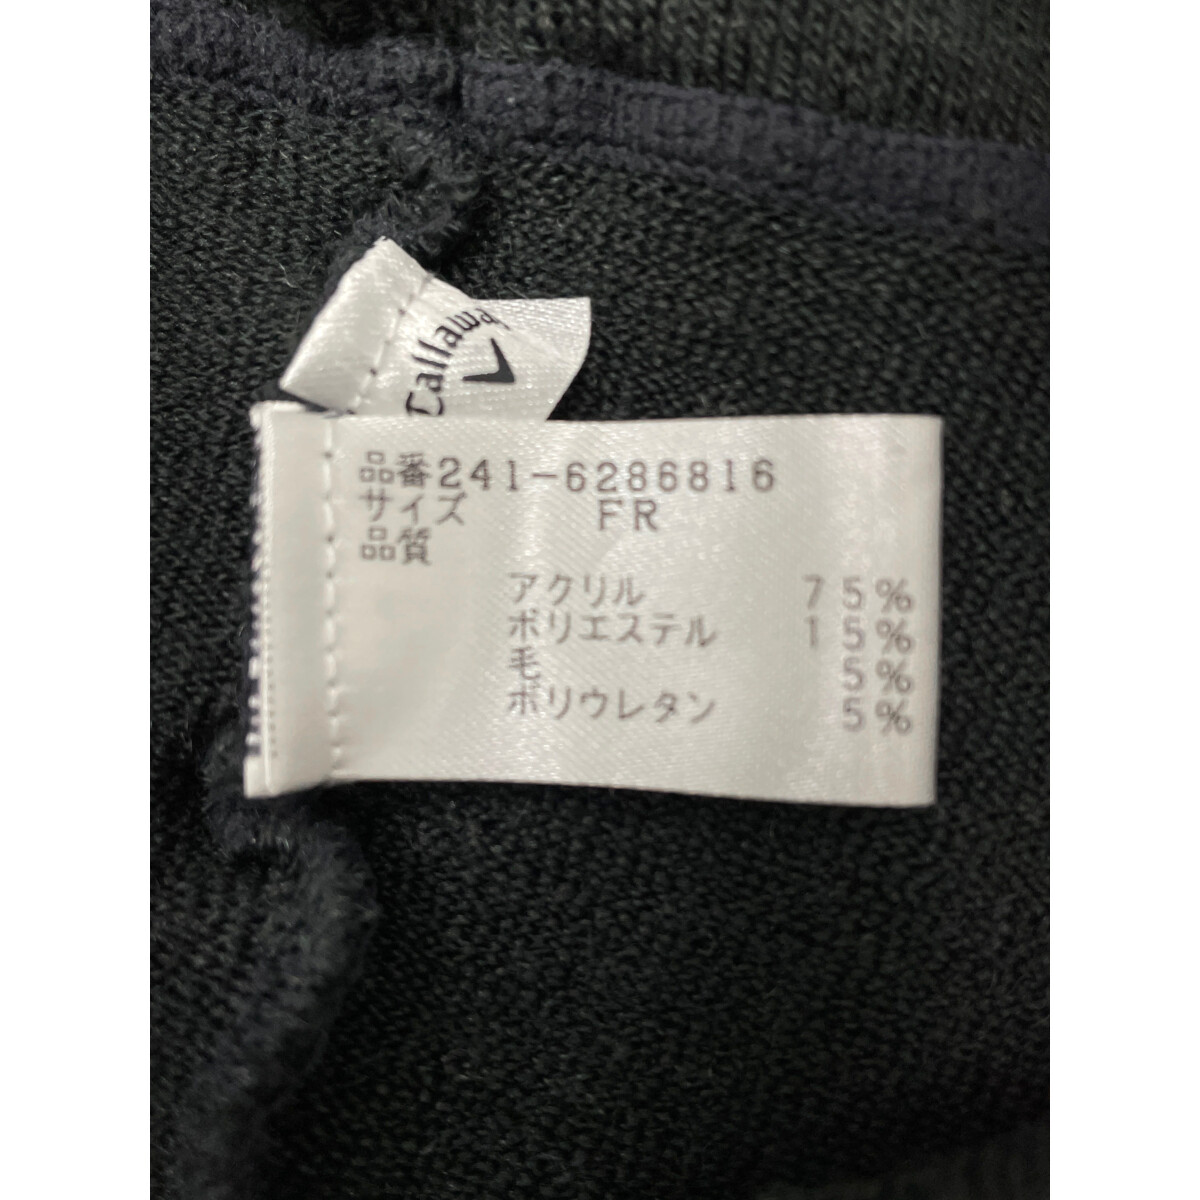 Callaway
品番241-6286816
サイズ FR
品質
アクリル 75%
ポリエステル 15%
毛 5%
ポリウレタン 5%